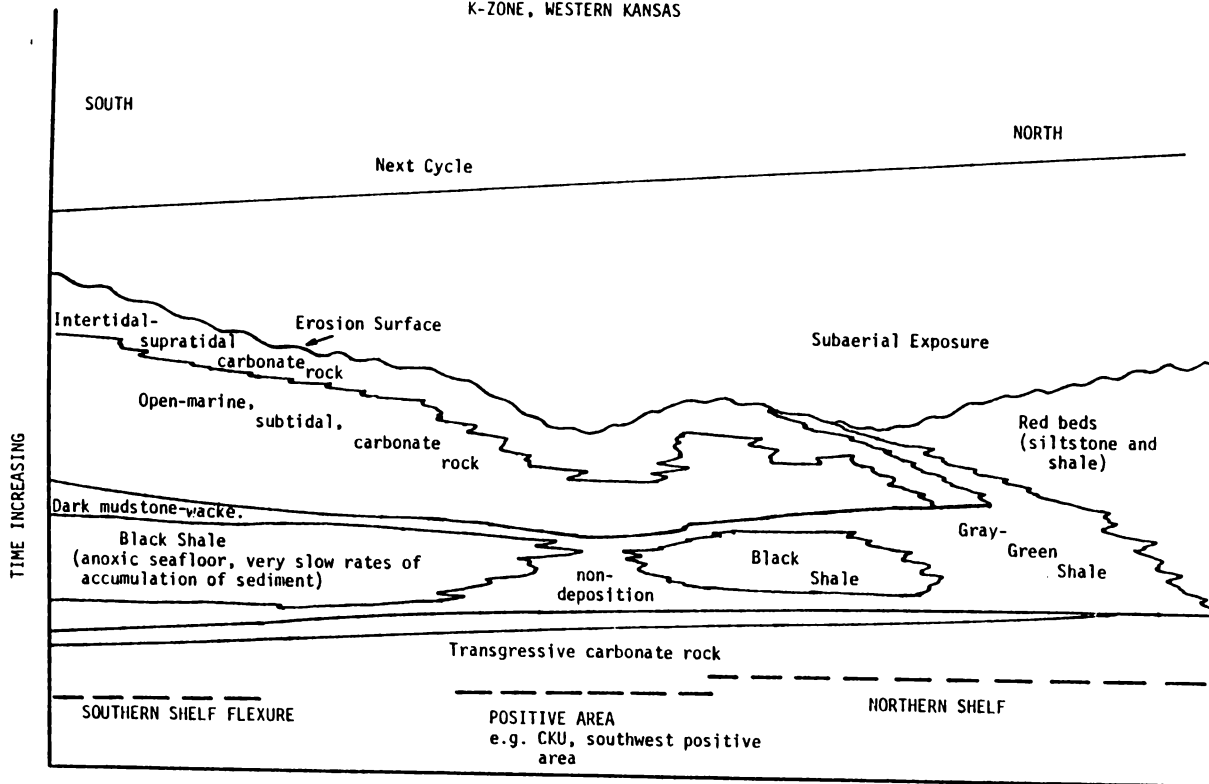 K-ZONE, WESTERN KANSAS
SOUTH
NORTH
Next Cycle
Intertidal-
supratidal
carbonate
rock
Erosion Surface
Subaerial Exposure
Open-marine,
subtidal,
carbonate
rock
Red beds
(siltstone and
shale)
TIME INCREASING
Dark mudstone-wacke.
Black Shale
(anoxic seafloor, very slow rates of
accumulation of sediment)
non-
deposition
Black
Shale
Gray-
Green
Shale
Transgressive carbonate rock
SOUTHERN SHELF FLEXURE
POSITIVE AREA
e.g. CKU, southwest positive
area
NORTHERN SHELF